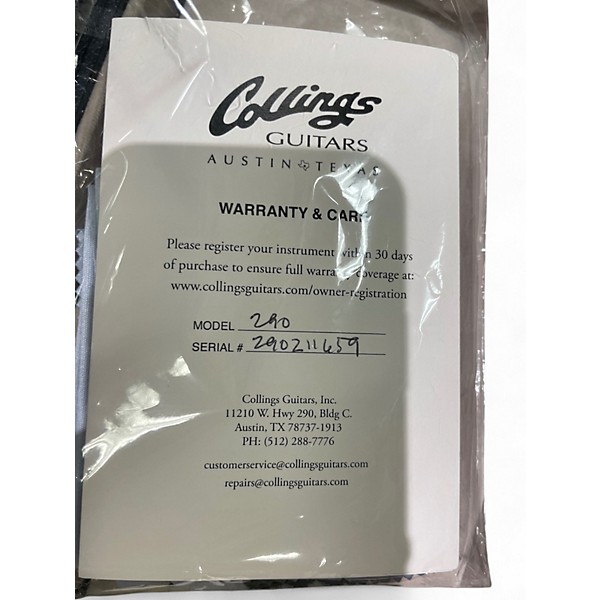 Collings
GUITARS
AUSTIN TEXAS
WARRANTY & CARE
Please register your instrument within 30 days
of purchase to ensure full warranty coverage at:
www.collingsguitars.com/owner-registration
MODEL 290
SERIAL # 290211659
Collings Guitars, Inc.
11210 W. Hwy 290, Bldg C.
Austin, TX 78737-1913
PH: (512) 288-7776
customerservice@collingsguitars.com
repairs@collingsguitars.com